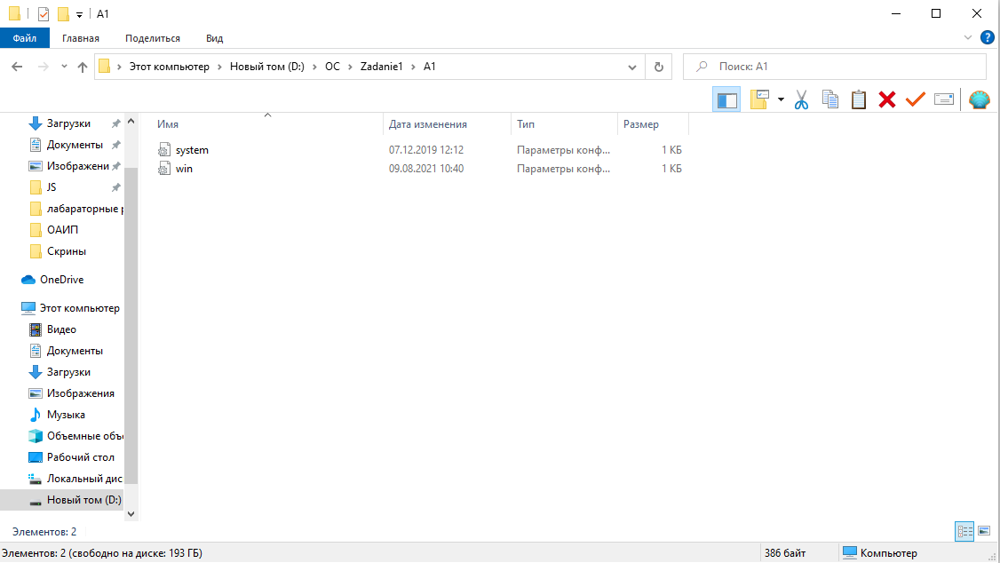 A1
Файл Главная Поделиться Вид
Этот компьютер Новый том (D:) ОС Zadanie1 A1
Поиск: A1
Имя Дата изменения Тип Размер
system 07.12.2019 12:12 Параметры конф... 1 КБ
win 09.08.2021 10:40 Параметры конф... 1 КБ
Загрузки
Документы
Изображени
JS
лабараторные р
ОАИП
Скрины
OneDrive
Этот компьютер
Видео
Документы
Загрузки
Изображения
Музыка
Объемные объ
Рабочий стол
Локальный дис
Новый том (D:)
Элементов: 2
Элементов: 2 (свободно на диске: 193 ГБ) 386 байт Компьютер